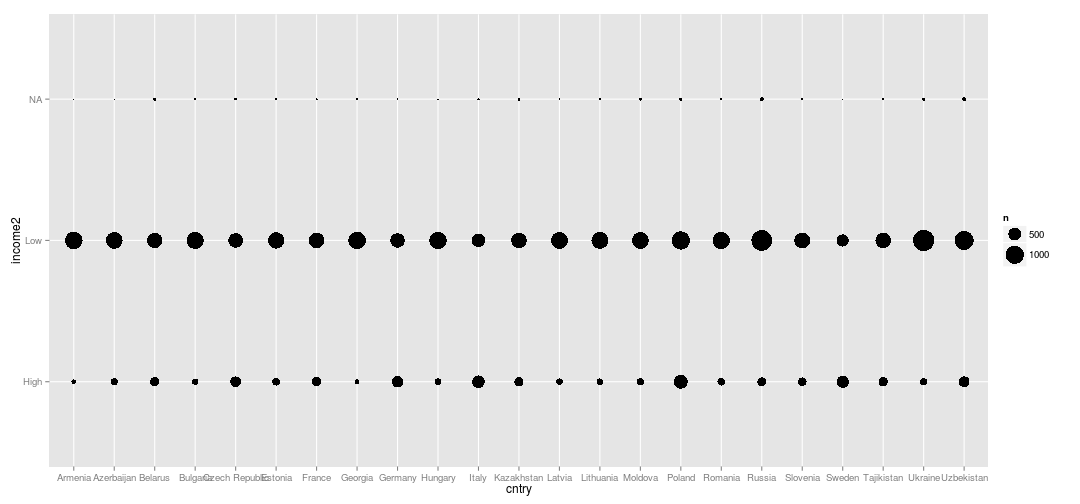 NA
income2
Low
High
n
500
1000
Armenia Azerbaijan Belarus Bulgaria Czech Republic Estonia France Georgia Germany Hungary Italy Kazakhstan Latvia Lithuania Moldova Poland Romania Russia Slovenia Sweden Tajikistan Ukraine Uzbekistan
cntry